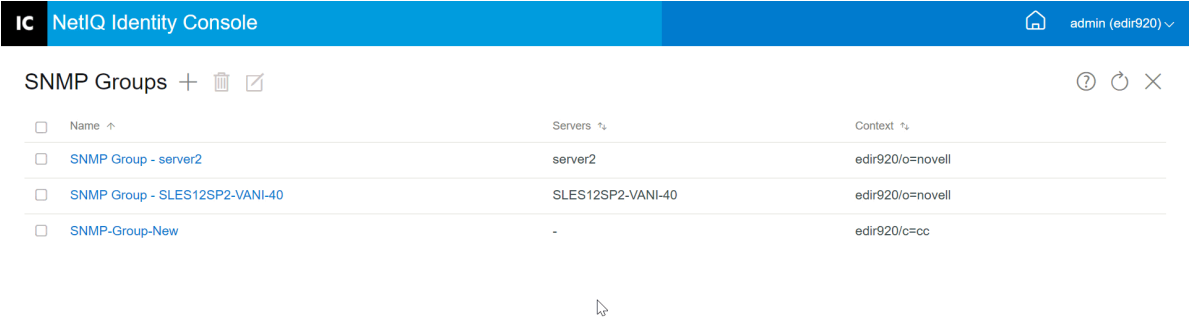 IC NetIQ Identity Console admin (edir920)
SNMP Groups
Name Servers Context
SNMP Group - server2 server2 edir920/o=novell
SNMP Group - SLES12SP2-VANI-40 SLES12SP2-VANI-40 edir920/o=novell
SNMP-Group-New - edir920/c=cc